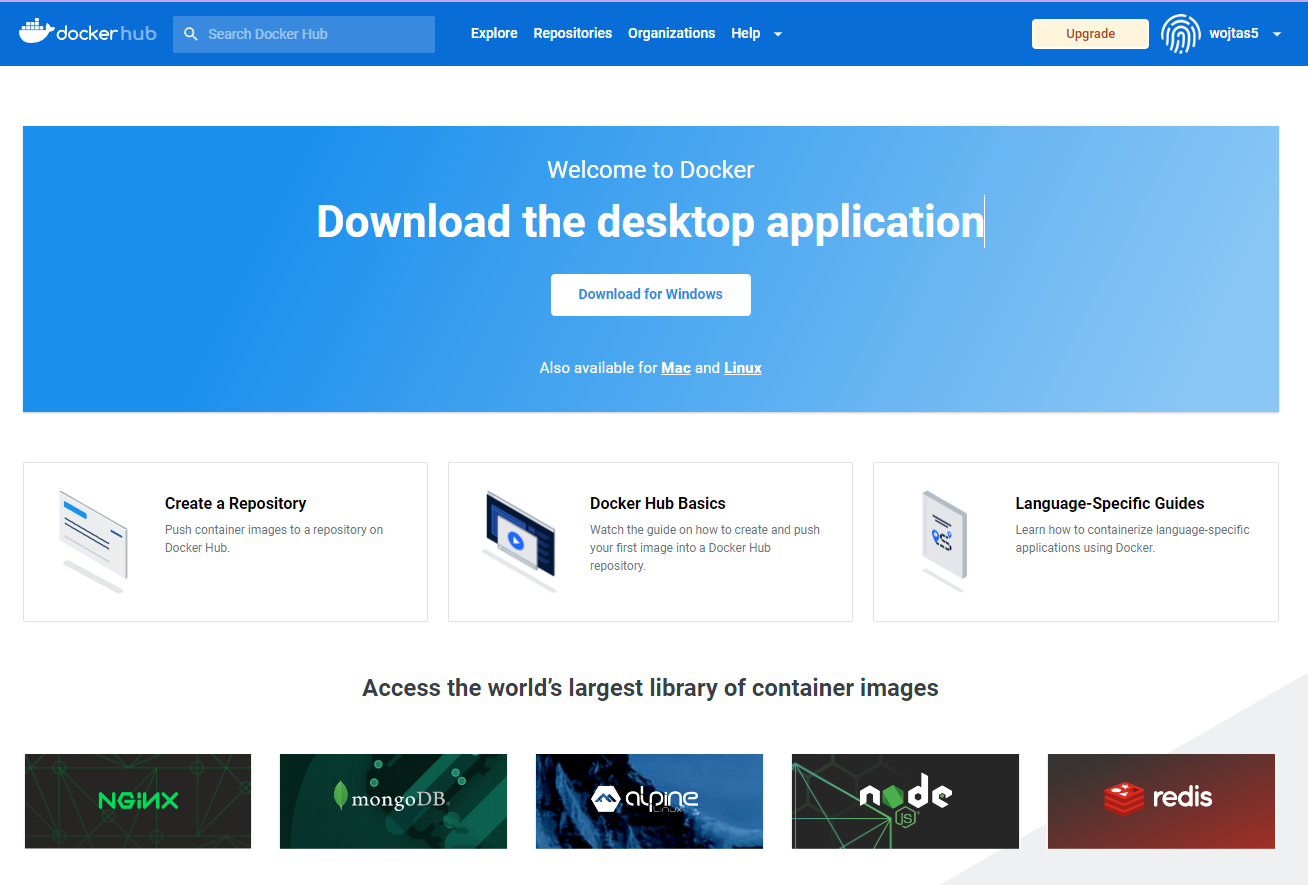 docker hub
Search Docker Hub
Explore
Repositories
Organizations
Help
Upgrade
wojtas5
Welcome to Docker
Download the desktop application
Download for Windows
Also available for Mac and Linux
Create a Repository
Push container images to a repository on
Docker Hub.
Docker Hub Basics
Watch the guide on how to create and push
your first image into a Docker Hub
repository.
Language-Specific Guides
Learn how to containerize language-specific
applications using Docker.
Access the world’s largest library of container images
NGINX
mongoDB®
alpine
LINUX
node
JS
redis